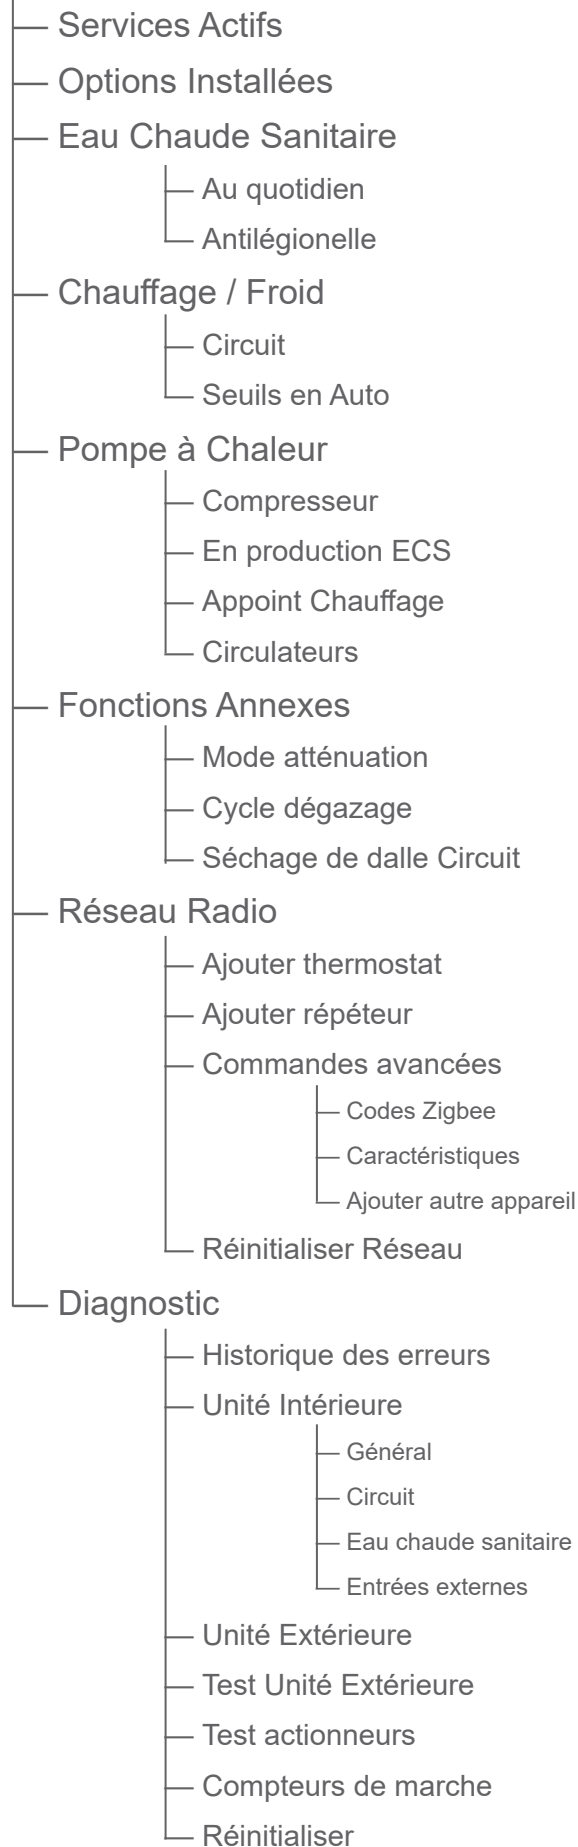 Services Actifs
Options Installées
Eau Chaude Sanitaire
Au quotidien
Antilégionelle
Chauffage / Froid
Circuit
Seuils en Auto
Pompe à Chaleur
Compresseur
En production ECS
Appoint Chauffage
Circulateurs
Fonctions Annexes
Mode atténuation
Cycle dégazage
Séchage de dalle Circuit
Réseau Radio
Ajouter thermostat
Ajouter répéteur
Commandes avancées
Codes Zigbee
Caractéristiques
Ajouter autre appareil
Réinitialiser Réseau
Diagnostic
Historique des erreurs
Unité Intérieure
Général
Circuit
Eau chaude sanitaire
Entrées externes
Unité Extérieure
Test Unité Extérieure
Test actionneurs
Compteurs de marche
Réinitialiser